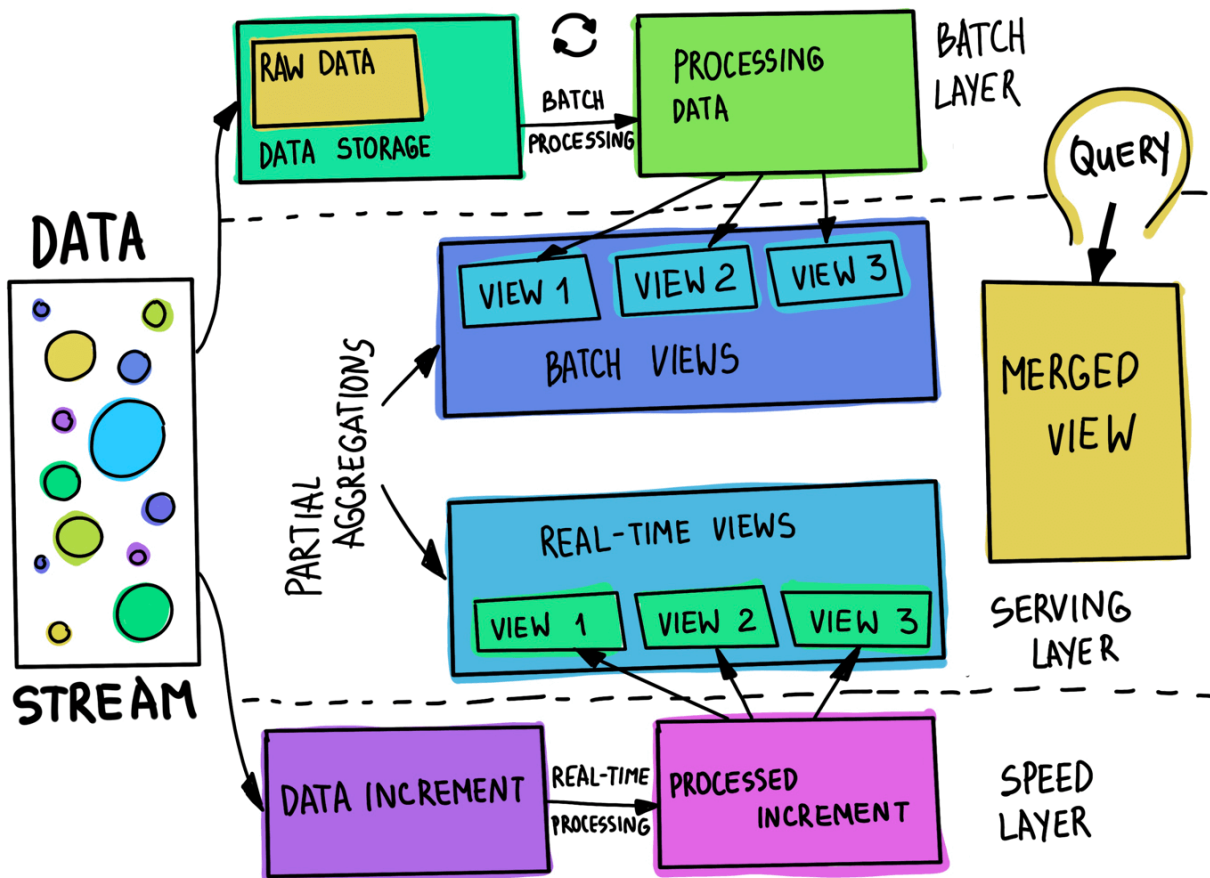 RAW DATA
DATA STORAGE
BATCH
PROCESSING
PROCESSING
DATA
BATCH
LAYER
QUERY
DATA
STREAM
VIEW 1
VIEW 2
VIEW 3
BATCH VIEWS
PARTIAL
AGGREGATIONS
MERGED
VIEW
REAL-TIME VIEWS
VIEW 1
VIEW 2
VIEW 3
SERVING
LAYER
DATA INCREMENT
REAL-TIME
PROCESSING
PROCESSED
INCREMENT
SPEED
LAYER